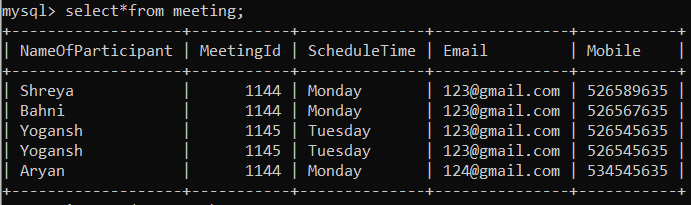 mysql> select*from meeting;
+-------------------+-----------+--------------+---------------+-----------+
| NameOfParticipant | MeetingId | ScheduleTime | Email         | Mobile    |
+-------------------+-----------+--------------+---------------+-----------+
| Shreya            |      1144 | Monday       | 123@gmail.com | 526589635 |
| Bahni             |      1144 | Monday       | 123@gmail.com | 526567635 |
| Yogansh           |      1145 | Tuesday      | 123@gmail.com | 526545635 |
| Yogansh           |      1145 | Tuesday      | 123@gmail.com | 526545635 |
| Aryan             |      1144 | Monday       | 124@gmail.com | 534545635 |
+-------------------+-----------+--------------+---------------+-----------+